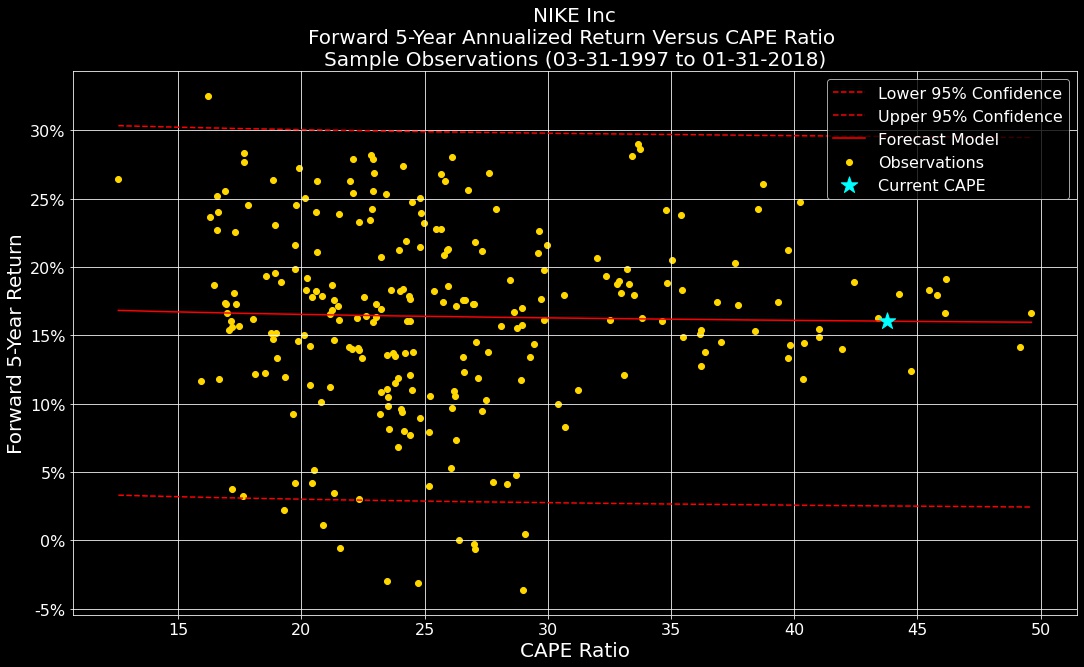 NIKE Inc
Forward 5-Year Annualized Return Versus CAPE Ratio
Sample Observations (03-31-1997 to 01-31-2018)
Lower 95% Confidence
Upper 95% Confidence
Forecast Model
Observations
Current CAPE
Forward 5-Year Return
30%
25%
20%
15%
10%
5%
0%
-5%
15 20 25 30 35 40 45 50
CAPE Ratio